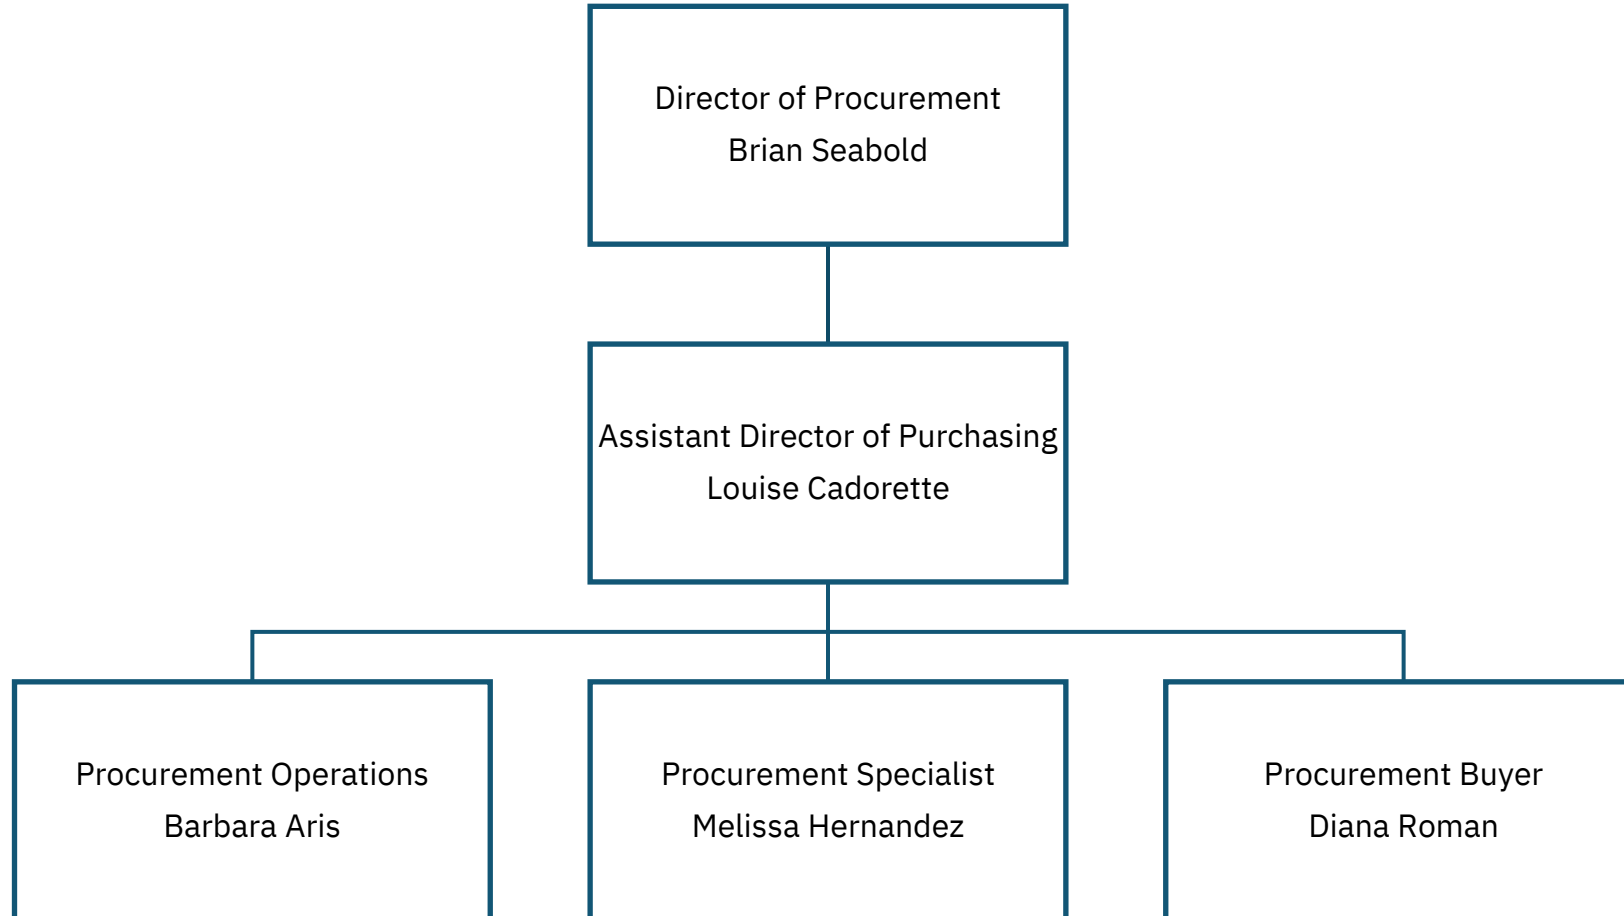 Director of Procurement
Brian Seabold
Assistant Director of Purchasing
Louise Cadorette
Procurement Operations
Barbara Aris
Procurement Specialist
Melissa Hernandez
Procurement Buyer
Diana Roman